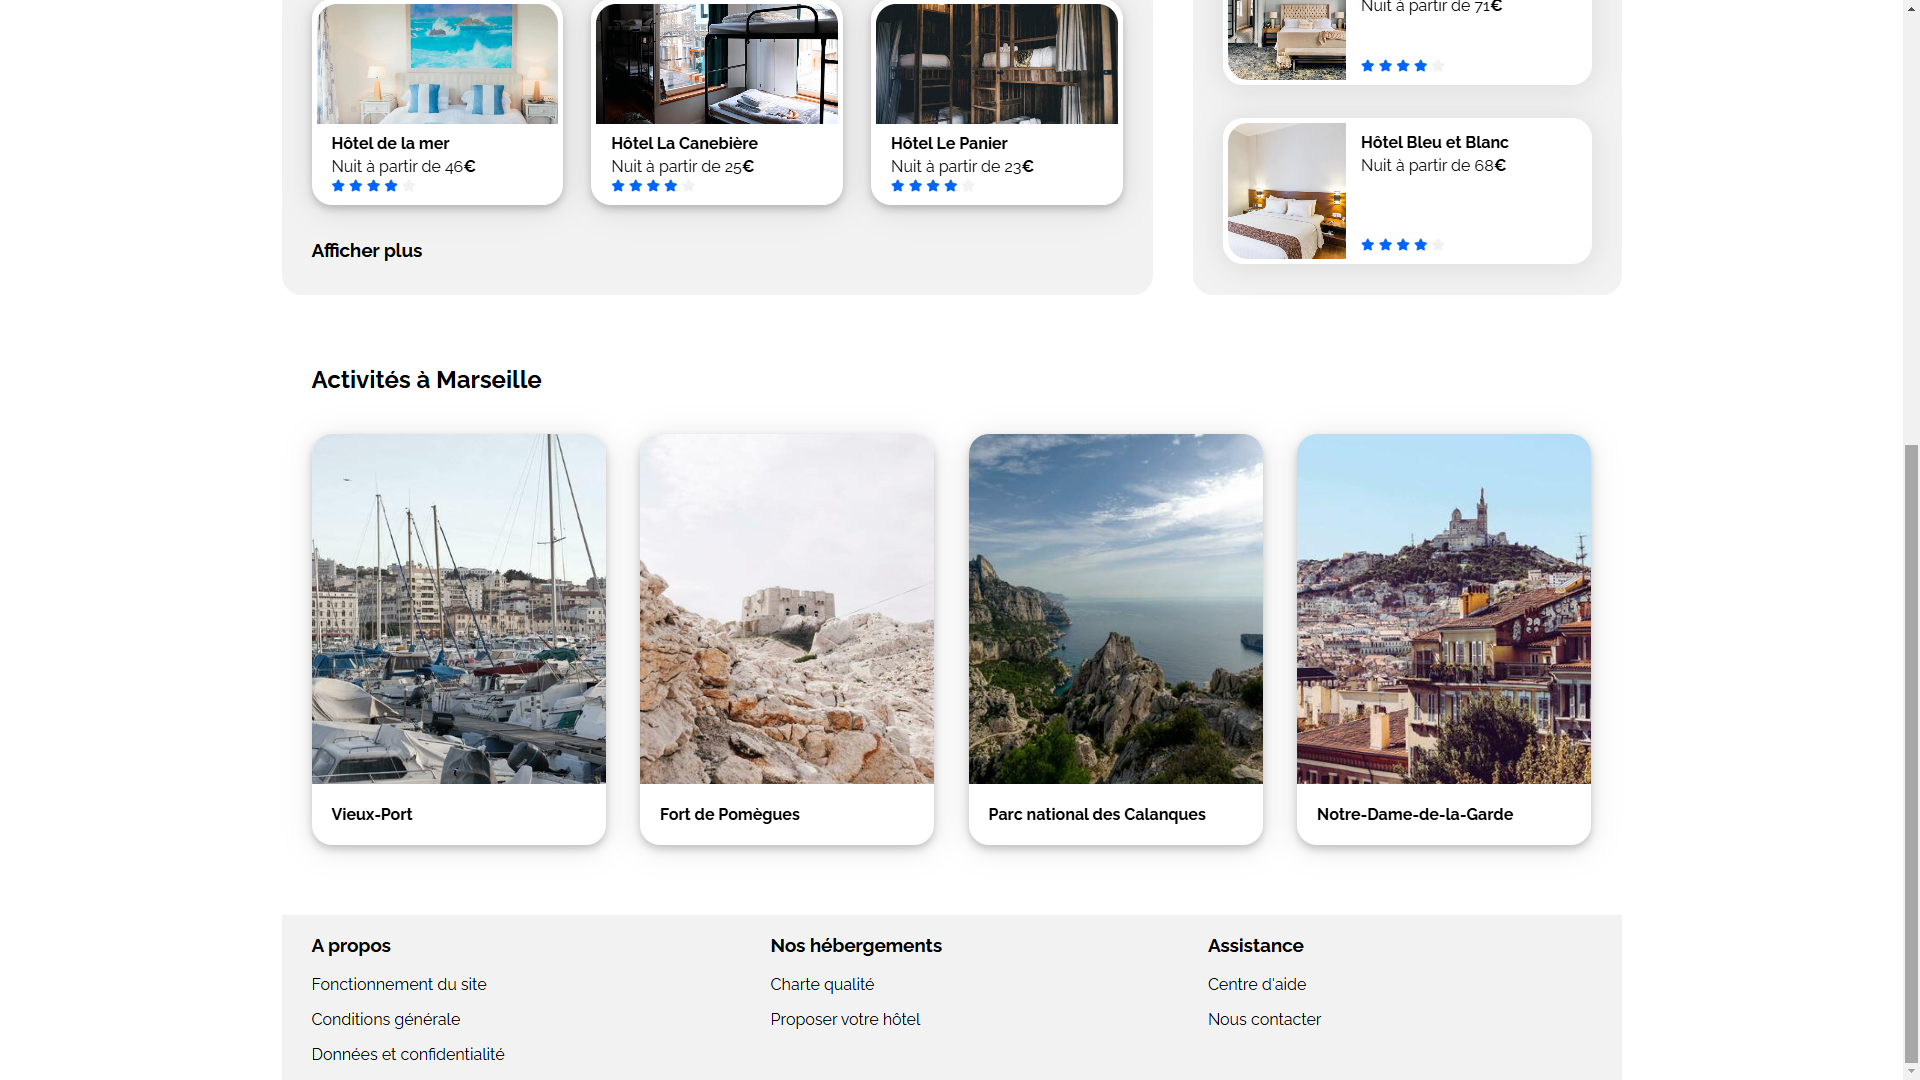 Hôtel de la mer
Nuit à partir de 46€
Hôtel La Canebière
Nuit à partir de 25€
Hôtel Le Panier
Nuit à partir de 23€
Afficher plus
Nuit à partir de 71€
Hôtel Bleu et Blanc
Nuit à partir de 68€
Activités à Marseille
Vieux-Port
Fort de Pomègues
Parc national des Calanques
Notre-Dame-de-la-Garde
A propos
Fonctionnement du site
Conditions générale
Données et confidentialité
Nos hébergements
Charte qualité
Proposer votre hôtel
Assistance
Centre d'aide
Nous contacter